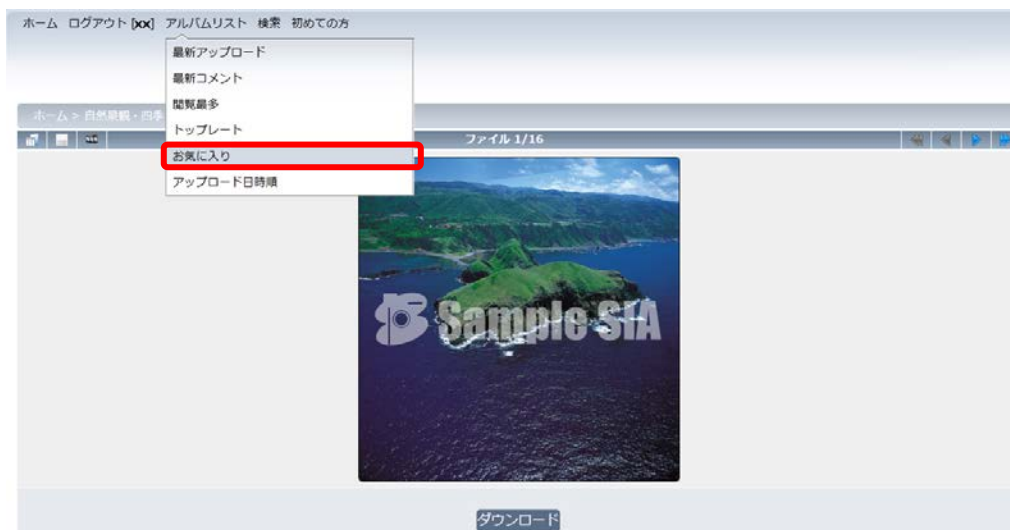 ホーム ログアウト [xx] アルバムリスト 検索 初めての方
最新アップロード
最新コメント
閲覧最多
トップレート
お気に入り
アップロード日時順
ホーム > 自然景観・四季
ファイル 1/16
Sample SIA
ダウンロード